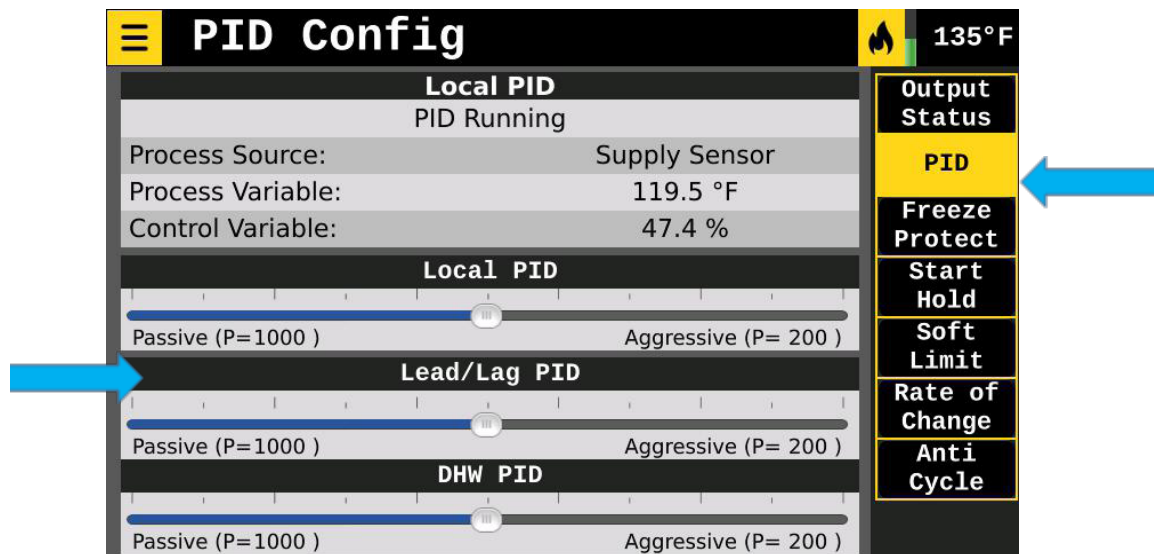 PID Config
135°F
Local PID
PID Running
Process Source: Supply Sensor
Process Variable: 119.5 °F
Control Variable: 47.4 %
Local PID
Passive (P=1000 ) Aggressive (P= 200 )
Lead/Lag PID
Passive (P=1000 ) Aggressive (P= 200 )
DHW PID
Passive (P=1000 ) Aggressive (P= 200 )
Output
Status
PID
Freeze
Protect
Start
Hold
Soft
Limit
Rate of
Change
Anti
Cycle